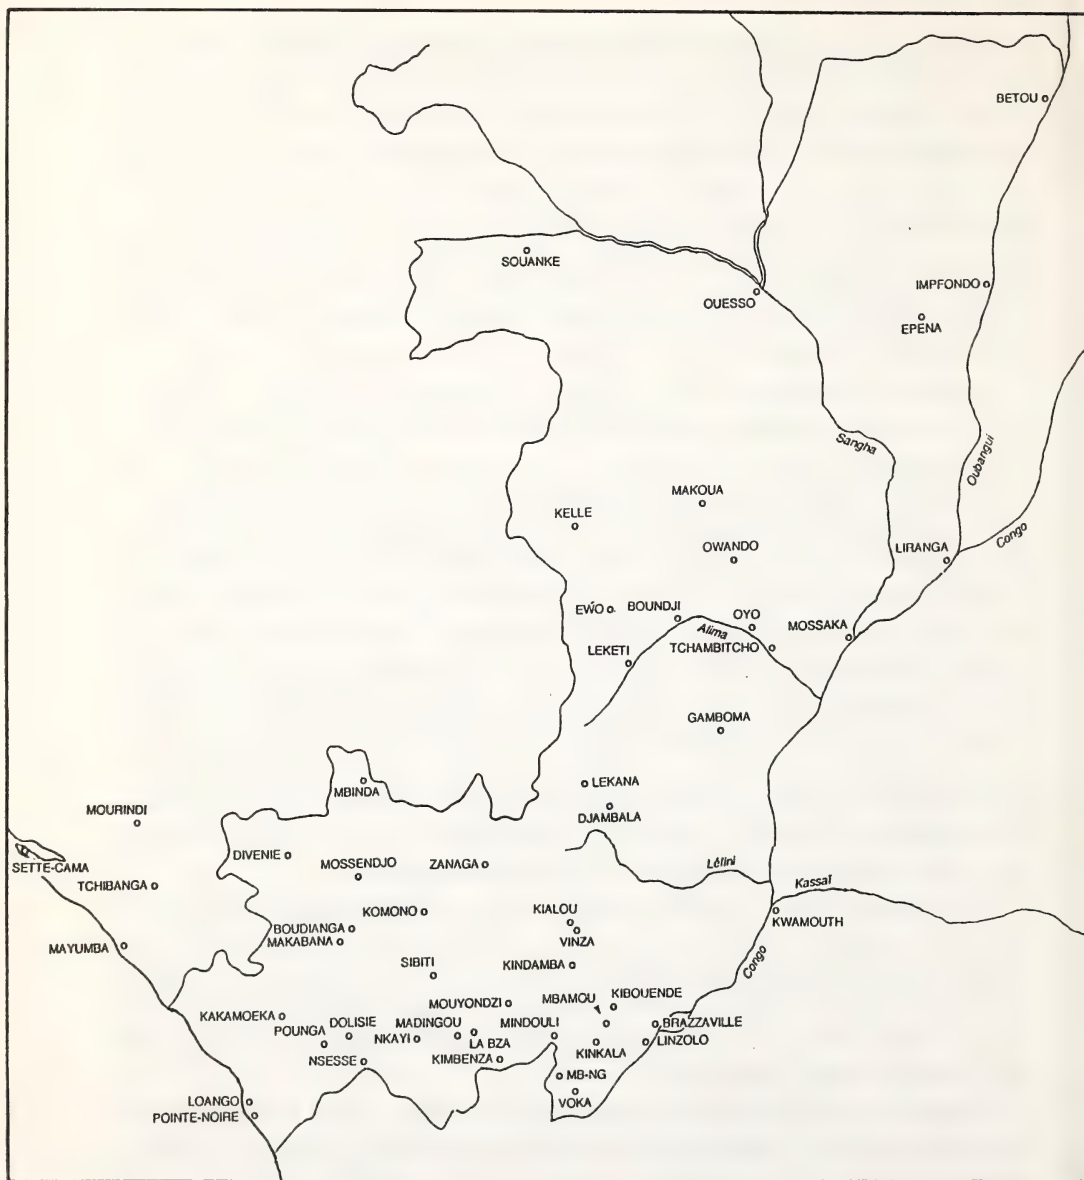 BETOU
SOUANKE
OUESSO
IMPFONDO
EPENA
Sangha
Oubangui
Congo
MAKOUA
KELLE
OWANDO
LIRANGA
EWO
BOUNDJI
OYO
MOSSAKA
Alima
TCHAMBITCHO
LEKETI
GAMBOMA
LEKANA
MBINDA
DJAMBALA
MOURINDI
DIVENIE
MOSSENDJO
ZANAGA
Léfini
SETTE-CAMA
TCHIBANGA
Kassaï
KOMONO
KIALOU
KWAMOUTH
BOUDIANGA
VINZA
MAKABANA
MAYUMBA
SIBITI
KINDAMBA
Congo
MOUYONDZI
MBAMOU
KIBOUENDE
KAKAMOEKA
DOLISIE
MADINGOU
MINDOULI
BRAZZAVILLE
POUNGA
NKAYI
LA BZA
KINKALA
LINZOLO
NSESSE
KIMBENZA
MB-NG
VOKA
LOANGO
POINTE-NOIRE